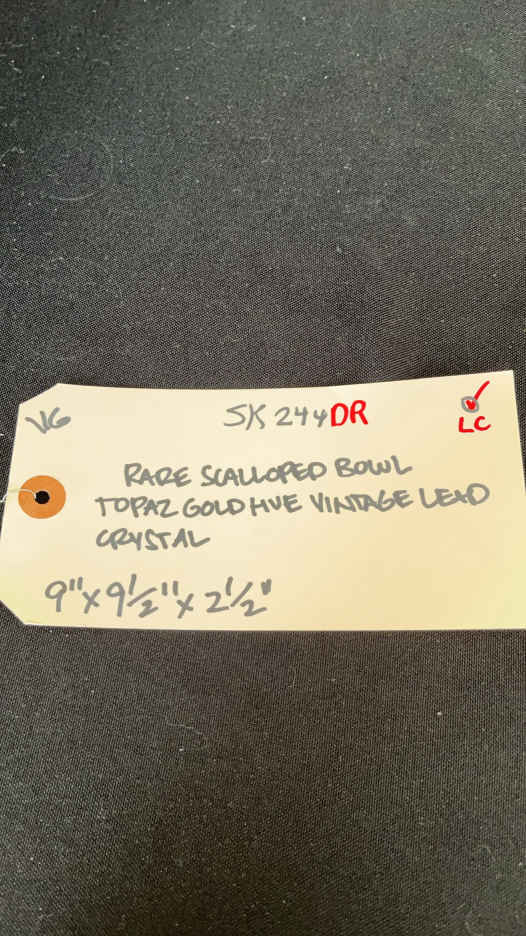 VG
SK 244DR
LC
RARE SCALLOPED BOWL
TOPAZ GOLD HUE VINTAGE LEAD
CRYSTAL
9"x9½"x2½"